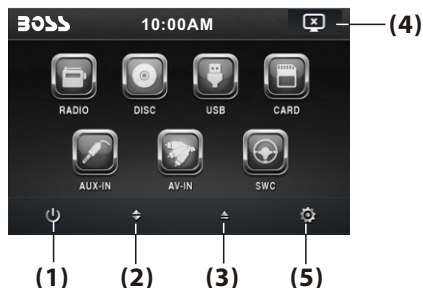 BOSS 10:00AM (4)
RADIO DISC USB CARD
AUX-IN AV-IN SWC
(1) (2) (3) (5)